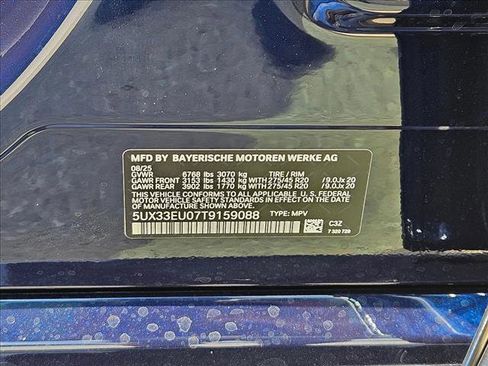 MFD BY BAYERISCHE MOTOREN WERKE AG
08/25
GVWR 6768 lbs 3070 kg TIRE / RIM
GAWR FRONT 3153 lbs 1430 kg WITH 275/45 R20 /9.0Jx 20
GAWR REAR 3902 lbs 1770 kg WITH 275/45 R20 /9.0Jx 20
THIS VEHICLE CONFORMS TO ALL APPLICABLE U.S. FEDERAL
MOTOR VEHICLE SAFETY STANDARDS IN EFFECT ON THE
DATE OF MANUFACTURE SHOWN ABOVE.
5UX33EU07T9159088 TYPE: MPV
C3Z
7 320 720